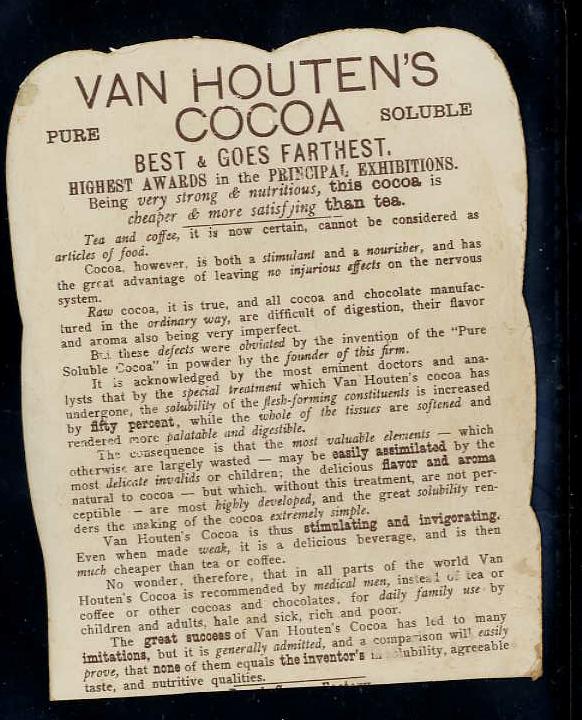 VAN HOUTEN'S
PURE COCOA SOLUBLE
BEST & GOES FARTHEST.
HIGHEST AWARDS in the PRINCIPAL EXHIBITIONS.
Being very strong & nutritious, this cocoa is
cheaper & more satisfying than tea.
Tea and coffee, it is now certain, cannot be considered as
articles of food.
Cocoa, however, is both a stimulant and a nourisher, and has
the great advantage of leaving no injurious effects on the nervous
system.
Raw cocoa, it is true, and all cocoa and chocolate manufac-
tured in the ordinary way, are difficult of digestion, their flavor
and aroma also being very imperfect.
But these defects were obviated by the invention of the "Pure
Soluble Cocoa" in powder by the founder of this firm.
It is acknowledged by the most eminent doctors and ana-
lysts that by the special treatment which Van Houten's cocoa has
undergone, the solubility of the flesh-forming constituents is increased
by fifty percent, while the whole of the tissues are softened and
rendered more palatable and digestible.
The consequence is that the most valuable elements — which
otherwise are largely wasted — may be easily assimilated by the
most delicate invalids or children; the delicious flavor and aroma
natural to cocoa — but which, without this treatment, are not per-
ceptible — are most highly developed, and the great solubility ren-
ders the making of the cocoa extremely simple.
Van Houten's Cocoa is thus stimulating and invigorating.
Even when made weak, it is a delicious beverage, and is then
much cheaper than tea or coffee.
No wonder, therefore, that in all parts of the world Van
Houten's Cocoa is recommended by medical men, instead of tea or
coffee or other cocoas and chocolates, for daily family use by
children and adults, hale and sick, rich and poor.
The great success of Van Houten's Cocoa has led to many
imitations, but it is generally admitted, and a comparison will easily
prove, that none of them equals the inventor's in solubility, agreeable
taste, and nutritive qualities.